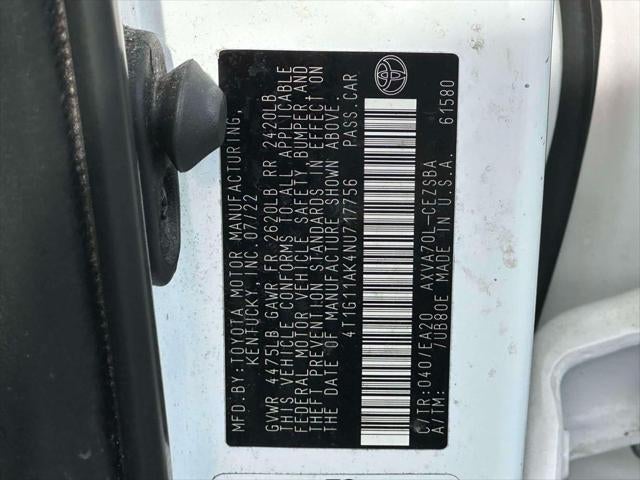 MFD.BY:TOYOTA MOTOR MANUFACTURING,
KENTUCKY, INC. 07/22
GVWR 4475LB GAWR FR 2620LB RR 2420LB
THIS VEHICLE CONFORMS TO ALL APPLICABLE
FEDERAL MOTOR VEHICLE SAFETY, BUMPER, AND
THEFT PREVENTION STANDARDS IN EFFECT ON
THE DATE OF MANUFACTURE SHOWN ABOVE.
4T1G11AK4NU717756 PASS.CAR
C/TR:040/EA20 AXVA70L-CEZSBA
A/TM: 7UB80E MADE IN U.S.A. 61580